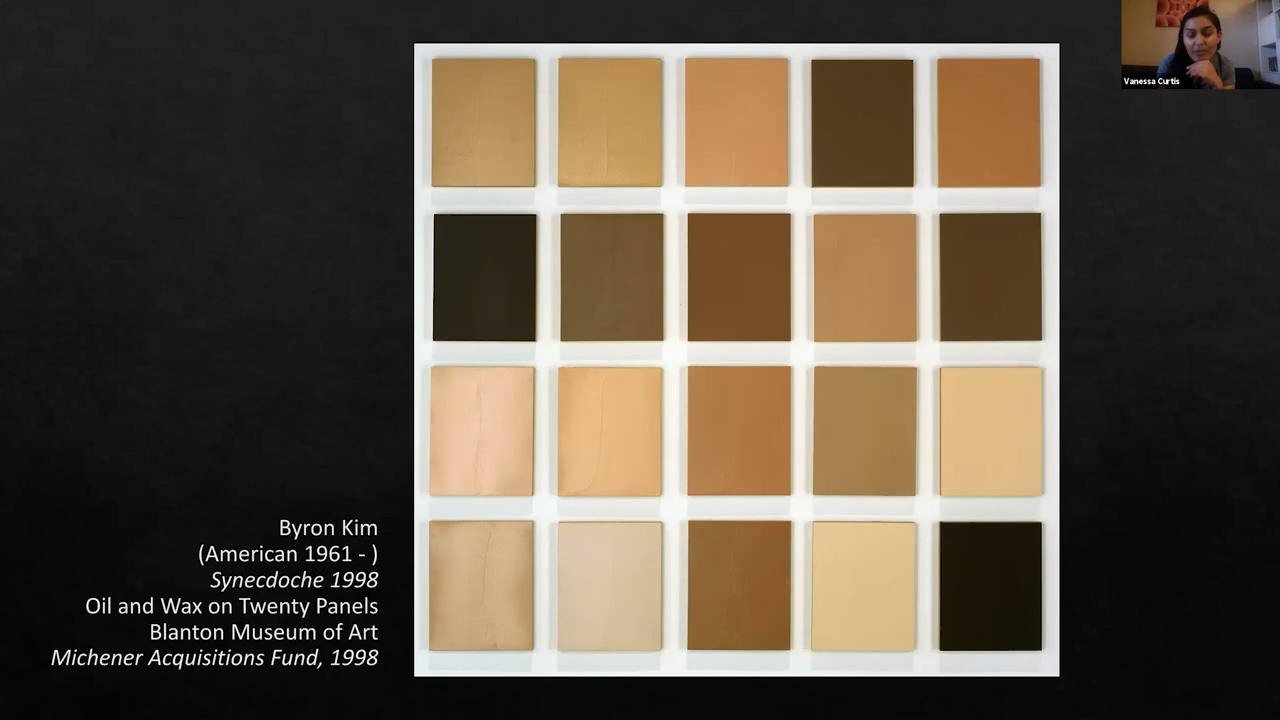 Vanessa Curtis
Byron Kim
(American 1961 - )
Synecdoche 1998
Oil and Wax on Twenty Panels
Blanton Museum of Art
Michener Acquisitions Fund, 1998